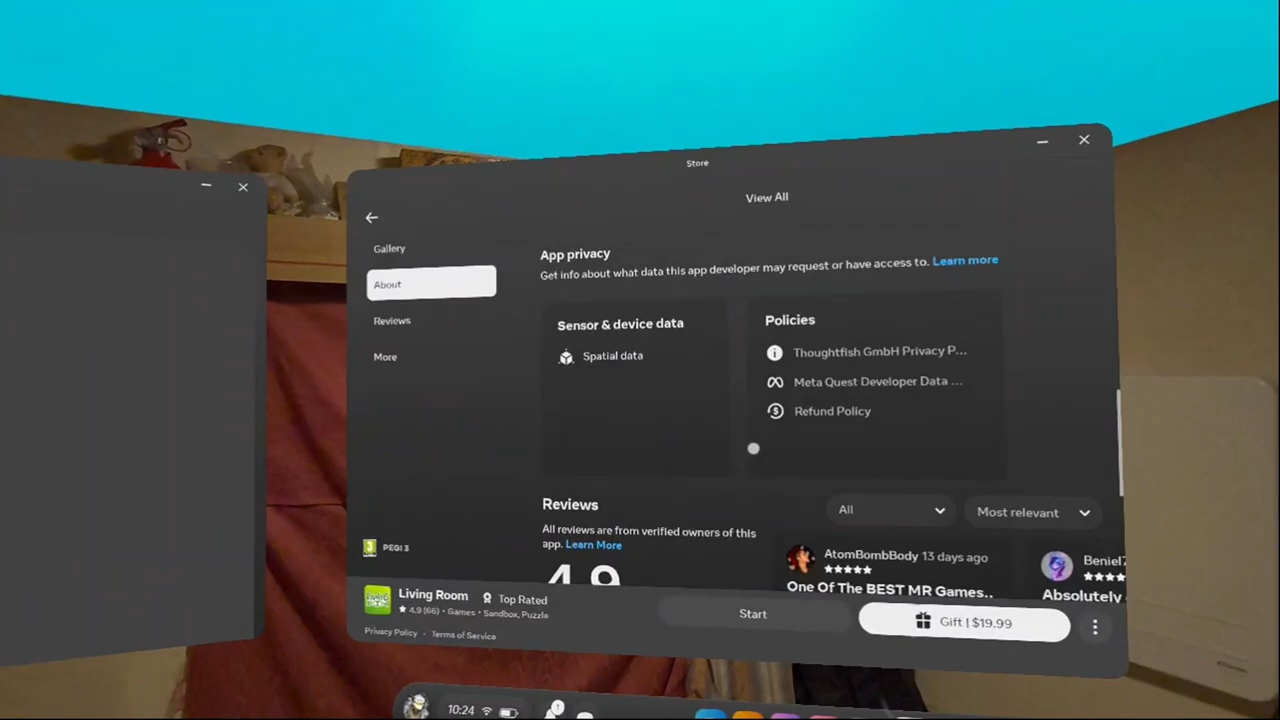 Store
View All
Gallery
About
Reviews
More
App privacy
Get info about what data this app developer may request or have access to. Learn more
Sensor & device data
Spatial data
Policies
Thoughtfish GmbH Privacy P...
Meta Quest Developer Data ...
Refund Policy
Reviews
All reviews are from verified owners of this
app. Learn More
4.9
All
Most relevant
AtomBombBody 13 days ago
One Of The BEST MR Games..
Beniel7
Absolutely
PEGI 3
Living Room Top Rated
4.9 (66) • Games • Sandbox, Puzzle
Start
Gift | $19.99
Privacy Policy • Terms of Service
10:24
1